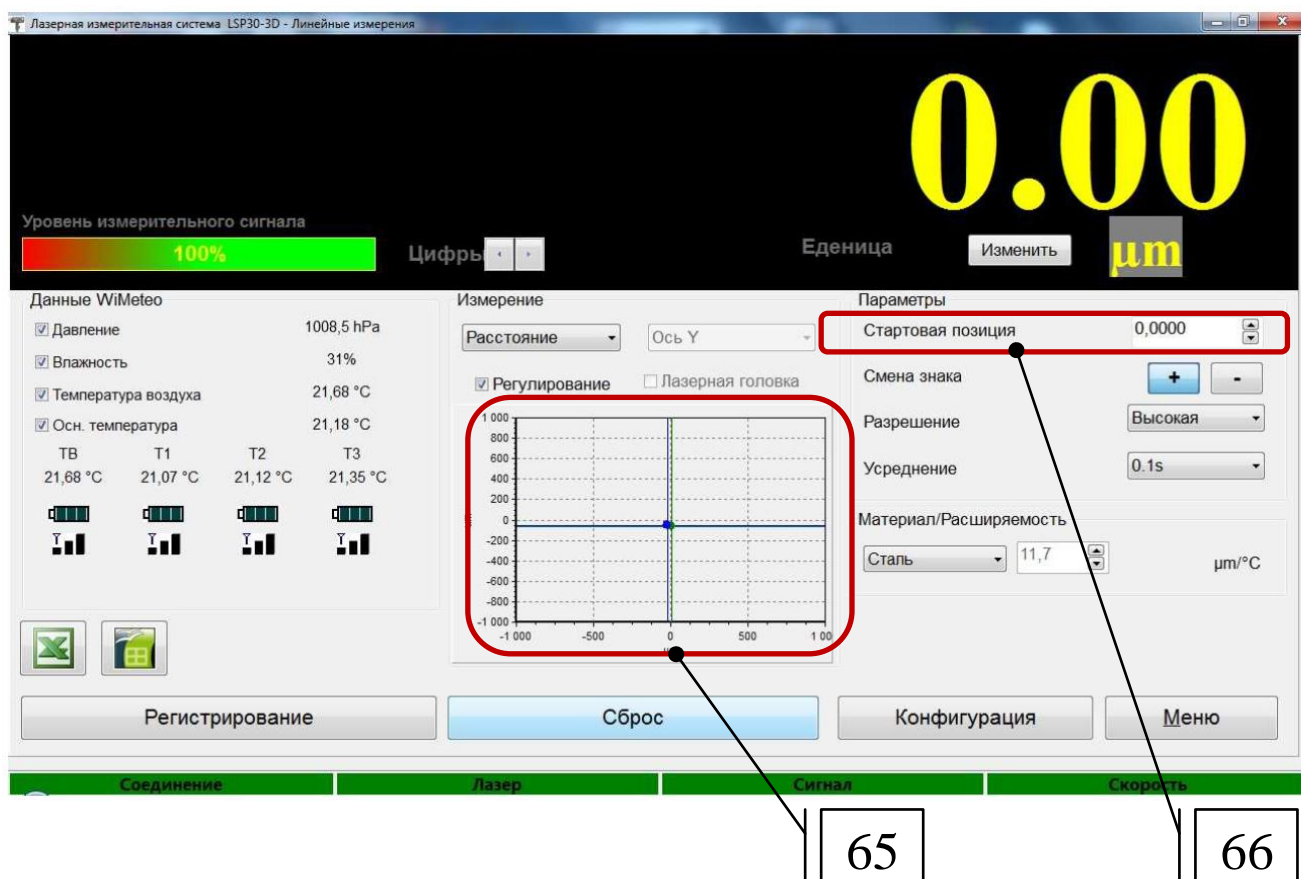 Лазерная измерительная система LSP30-3D - Линейные измерения
0.00
Уровень измерительного сигнала
100%
Цифры
Еденица
Изменить
μm
Данные WiMeteo
Давление 1008,5 hPa
Влажность 31%
Температура воздуха 21,68 °C
Осн. температура 21,18 °C
TB T1 T2 T3
21,68 °C 21,07 °C 21,12 °C 21,35 °C
Измерение
Расстояние Ось Y
Регулирование Лазерная головка
1 000
800
600
400
200
0
-200
-400
-600
-800
-1 000
-1 000 -500 0 500 1 00
Параметры
Стартовая позиция 0,0000
Смена знака + -
Разрешение Высокая
Усреднение 0.1s
Материал/Расширяемость
Сталь 11,7 μm/°C
Регистрирование Сброс Конфигурация Меню
Соединение Лазер Сигнал Скорость
65 66